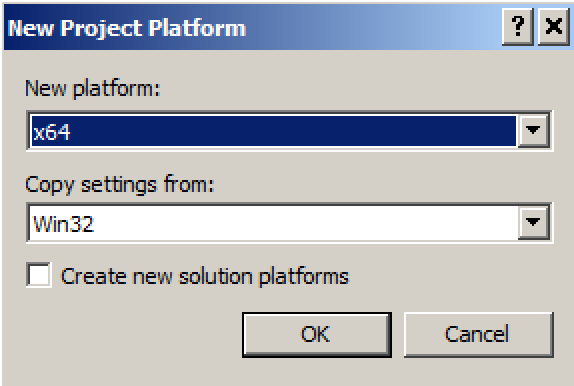 New Project Platform
New platform:
x64
Copy settings from:
Win32
Create new solution platforms
OK Cancel